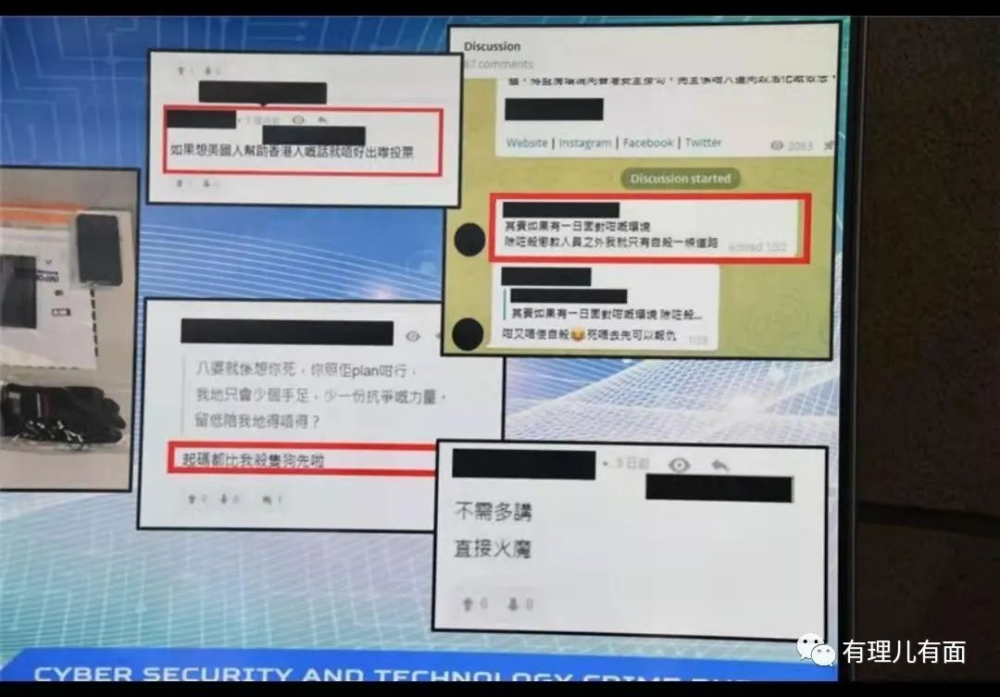 Discussion
67 comments
Website | Instagram | Facebook | Twitter
2063
Discussion started
如果想美國人幫助香港人嘅話就唔好出嚟投票
其實如果有一日面對咁嘅環境
除咗殺懲教人員之外我就只有自殺一條道路
edited 1:52
其實如果有一日面對咁嘅環境 除咗殺...
咁又唔使自殺😆死唔去先可以報仇
八婆就係想你死，你照佢plan咁行，
我地只會少個手足，少一份抗爭嘅力量。
留低陪我地得唔得？
起碼都比我殺隻狗先啦
3 日前
不需多講
直接火魔
0 0
CYBER SECURITY AND TECHNOLOGY CRIME
有理儿有面